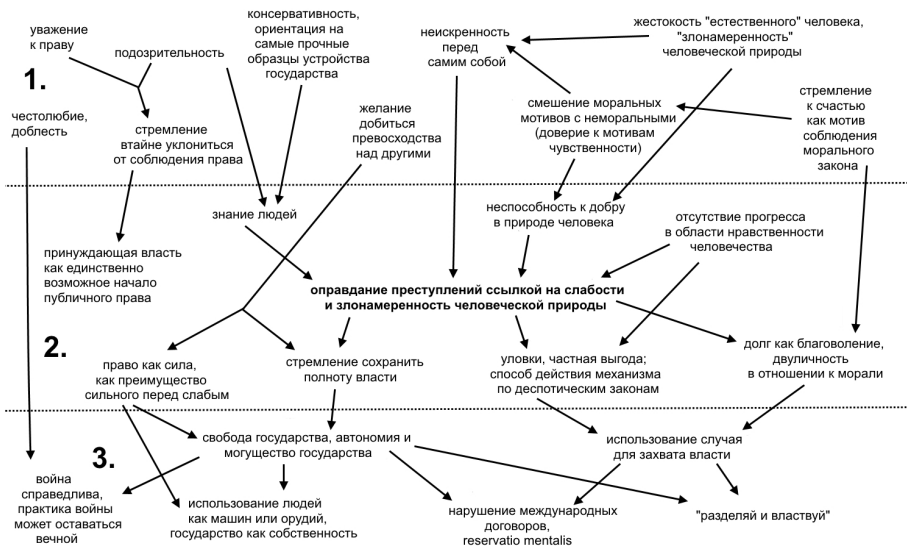 уважение
к праву
подозрительность
консервативность,
ориентация на
самые прочные
образцы устройства
государства
неискренность
перед
самим собой
жестокость "естественного" человека,
"злонамеренность"
человеческой природы
1.
честолюбие,
доблесть
стремление
втайне уклониться
от соблюдения права
желание
добиться
превосходства
над другими
смешение моральных
мотивов с неморальными
(доверие к мотивам
чувственности)
стремление
к счастью
как мотив
соблюдения
морального
закона
знание людей
неспособность к добру
в природе человека
отсутствие прогресса
в области нравственности
человечества
принуждающая власть
как единственно
возможное начало
публичного права
оправдание преступлений ссылкой на слабости
и злонамеренность человеческой природы
2.
право как сила,
как преимущество
сильного перед слабым
стремление сохранить
полноту власти
уловки, частная выгода;
способ действия механизма
по деспотическим законам
долг как благоволение,
двуличность
в отношении к морали
3.
свобода государства, автономия и
могущество государства
использование случая
для захвата власти
война
справедлива,
практика войны
может оставаться
вечной
использование людей
как машин или орудий,
государство как собственность
нарушение международных
договоров,
reservatio mentalis
"разделяй и властвуй"